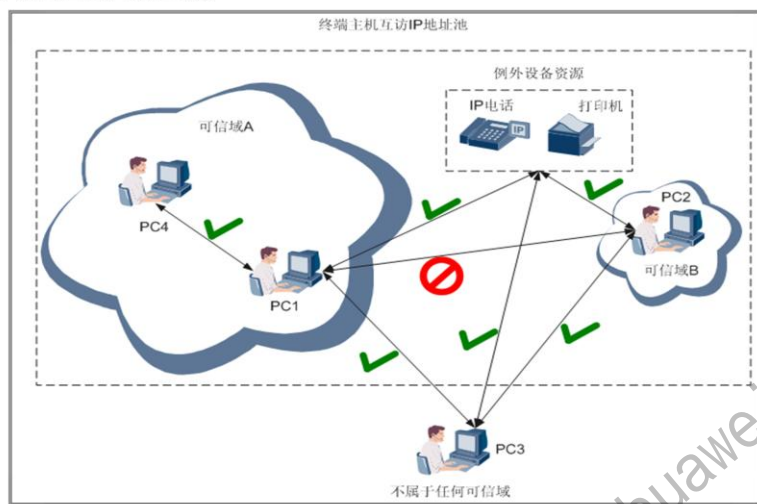 终端主机互访IP地址池
例外设备资源
IP电话
打印机
IP
可信域A
PC4
PC2
PC1
可信域B
PC3
不属于任何可信域
huawei